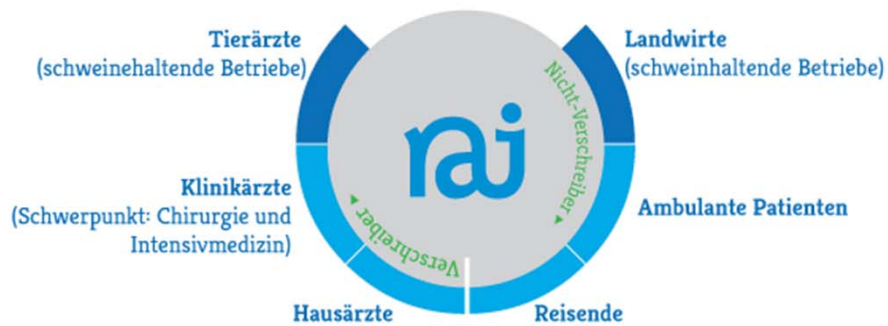 Tierärzte
(schweinehaltende Betriebe)
Landwirte
(schweinhaltende Betriebe)
Nicht-Verschreiber
rai
Klinikärzte
(Schwerpunkt: Chirurgie und
Intensivmedizin)
Ambulante Patienten
Verschreiber
Hausärzte
Reisende